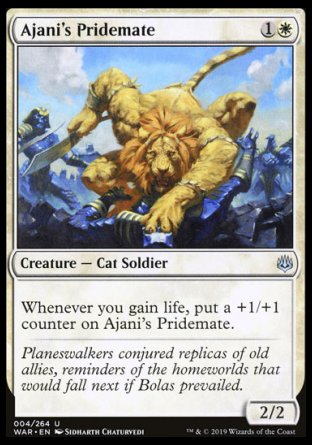 Ajani's Pridemate 1
Creature — Cat Soldier
Whenever you gain life, put a +1/+1
counter on Ajani's Pridemate.
Planeswalkers conjured replicas of old
allies, reminders of the homeworlds that
would fall next if Bolas prevailed.
2/2
004/264 U
WAR • EN Sidharth Chaturvedi
™ & © 2019 Wizards of the Coast